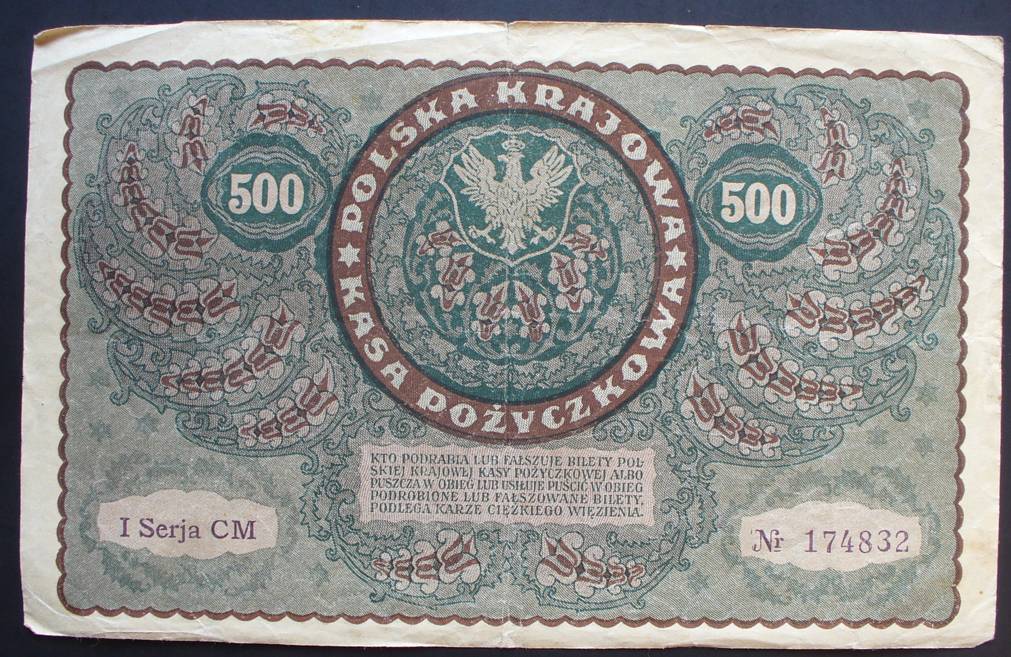 POLSKA KRAJOWA
★ KASA POŻYCZKOWA ★
500
500
KTO PODRABIA LUB FAŁSZUJE BILETY POL-
SKIEJ KRAJOWEJ KASY POŻYCZKOWEJ ALBO
PUSZCZA W OBIEG LUB USIŁUJE PUŚCIĆ W OBIEG
PODROBIONE LUB FAŁSZOWANE BILETY,
PODLEGA KARZE CIĘŻKIEGO WIĘZIENIA.
I Serja CM
Nr 174832